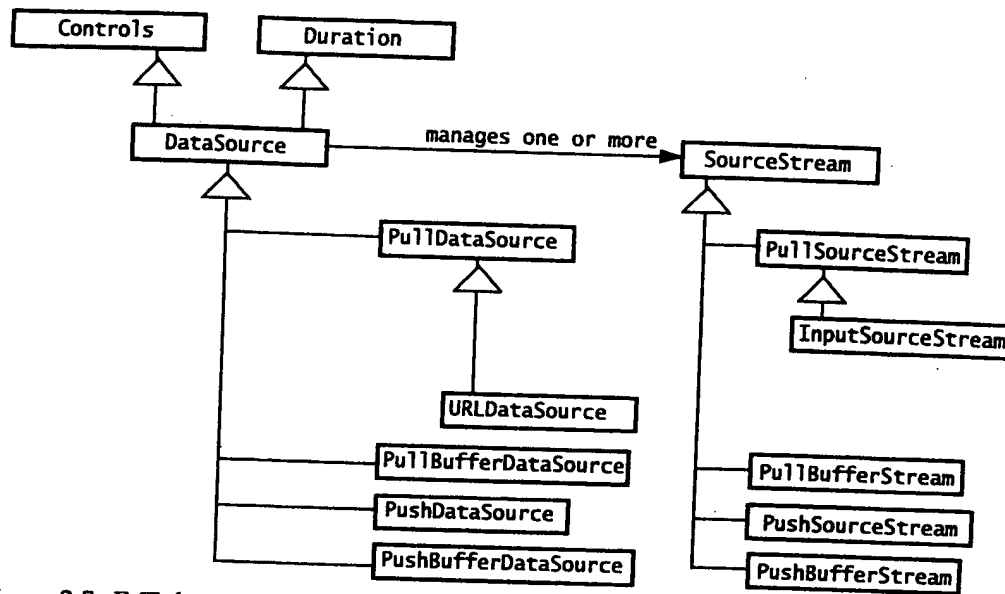 Controls
Duration
DataSource
manages one or more
SourceStream
PullDataSource
PullSourceStream
InputSourceStream
URLDataSource
PullBufferDataSource
PullBufferStream
PushDataSource
PushSourceStream
PushBufferDataSource
PushBufferStream